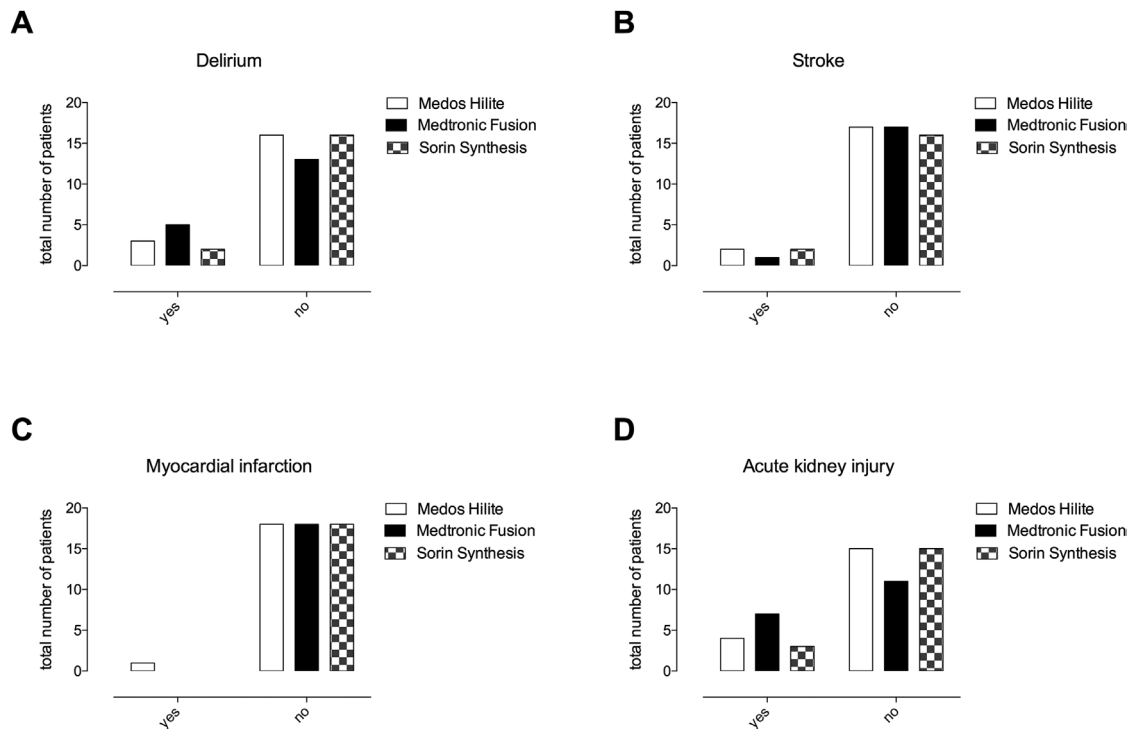 A
Delirium
total number of patients
20
15
10
5
0
yes
no
Medos Hilite
Medtronic Fusion
Sorin Synthesis
B
Stroke
total number of patients
20
15
10
5
0
yes
no
Medos Hilite
Medtronic Fusion
Sorin Synthesis
C
Myocardial infarction
total number of patients
20
15
10
5
0
yes
no
Medos Hilite
Medtronic Fusion
Sorin Synthesis
D
Acute kidney injury
total number of patients
20
15
10
5
0
yes
no
Medos Hilite
Medtronic Fusion
Sorin Synthesis